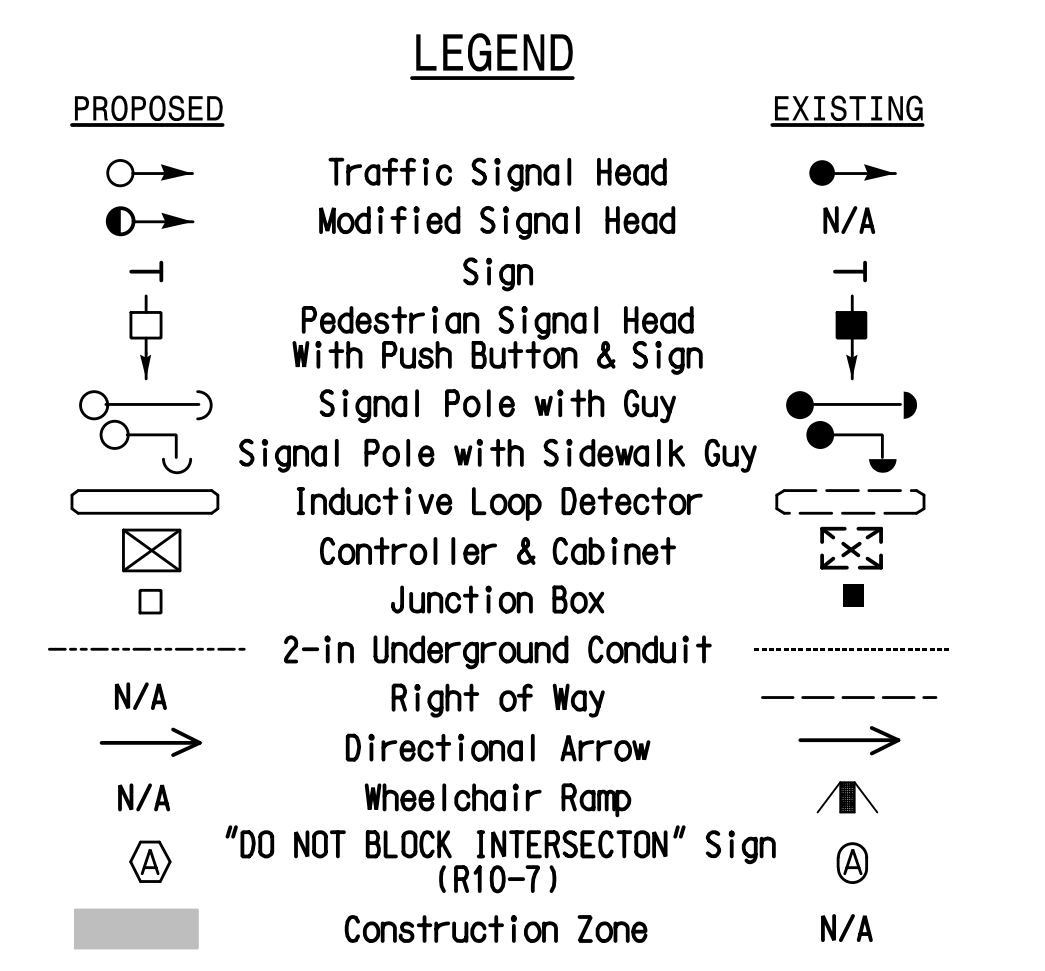 LEGEND
PROPOSED EXISTING
Traffic Signal Head
Modified Signal Head N/A
Sign
Pedestrian Signal Head
With Push Button & Sign
Signal Pole with Guy
Signal Pole with Sidewalk Guy
Inductive Loop Detector
Controller & Cabinet
Junction Box
2-in Underground Conduit
N/A Right of Way
Directional Arrow
N/A Wheelchair Ramp
"DO NOT BLOCK INTERSECTON" Sign
A (R10-7) A
Construction Zone N/A